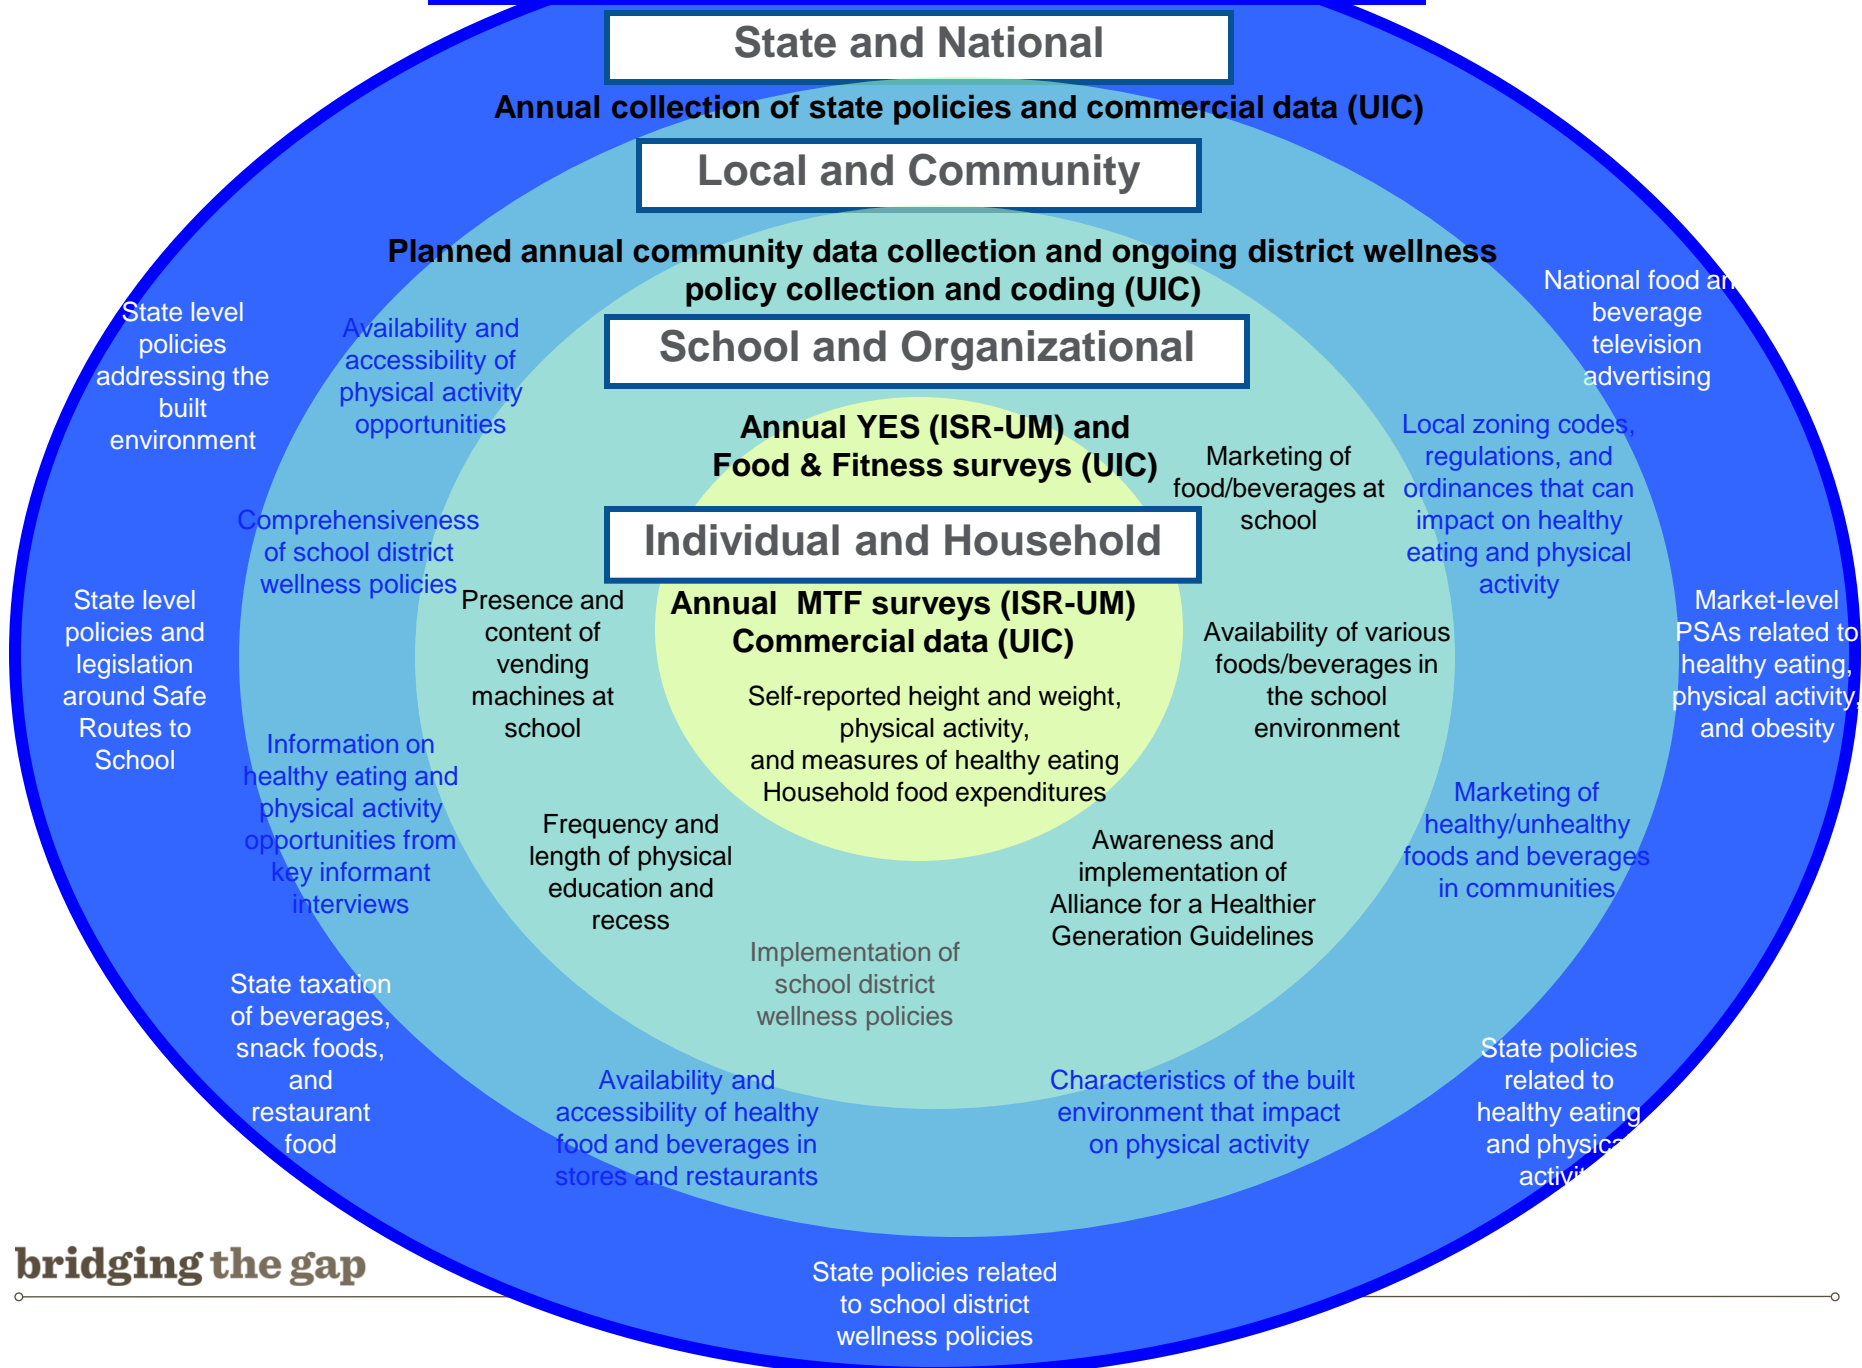 State and National
Annual collection of state policies and commercial data (UIC)
Local and Community
Planned annual community data collection and ongoing district wellness
policy collection and coding (UIC)
School and Organizational
Annual YES (ISR-UM) and
Food & Fitness surveys (UIC)
Individual and Household
Annual MTF surveys (ISR-UM)
Commercial data (UIC)
Self-reported height and weight,
physical activity,
and measures of healthy eating
Household food expenditures
State level
policies
addressing the
built
environment
Availability and
accessibility of
physical activity
opportunities
National food an
beverage
television
advertising
Local zoning codes,
regulations, and
ordinances that can
impact on healthy
eating and physical
activity
Marketing of
food/beverages at
school
Comprehensiveness
of school district
wellness policies
State level
policies and
legislation
around Safe
Routes to
School
Presence and
content of
vending
machines at
school
Availability of various
foods/beverages in
the school
environment
Market-level
PSAs related to
healthy eating,
physical activity,
and obesity
Information on
healthy eating and
physical activity
opportunities from
key informant
interviews
Frequency and
length of physical
education and
recess
Awareness and
implementation of
Alliance for a Healthier
Generation Guidelines
Marketing of
healthy/unhealthy
foods and beverages
in communities
Implementation of
school district
wellness policies
State taxation
of beverages,
snack foods,
and
restaurant
food
Availability and
accessibility of healthy
food and beverages in
stores and restaurants
Characteristics of the built
environment that impact
on physical activity
State policies
related to
healthy eating
and physica
activit
State policies related
to school district
wellness policies
bridging the gap